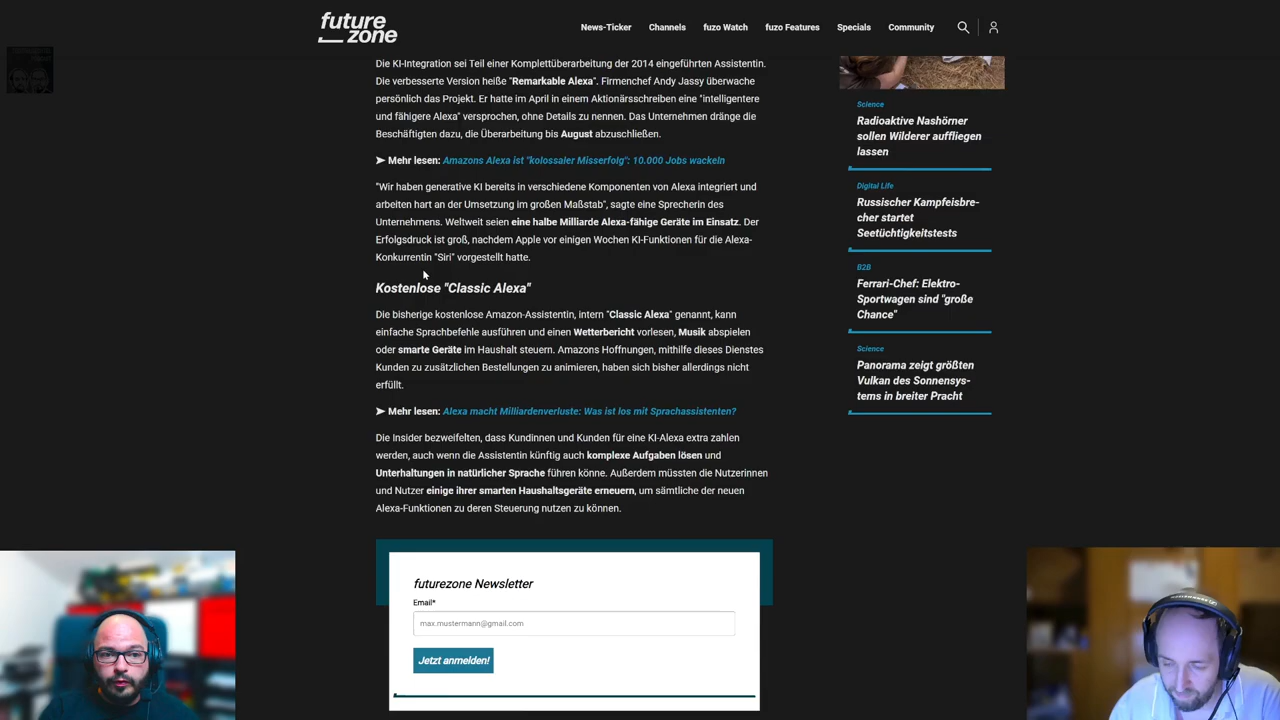 future
zone
News-Ticker
Channels
fuzo Watch
fuzo Features
Specials
Community
Die KI-Integration sei Teil einer Komplettüberarbeitung der 2014 eingeführten Assistentin.
Die verbesserte Version heiße "Remarkable Alexa". Firmenchef Andy Jassy überwache
persönlich das Projekt. Er hatte im April in einem Aktionärsschreiben eine "intelligentere
und fähigere Alexa" versprochen, ohne Details zu nennen. Das Unternehmen dränge die
Beschäftigten dazu, die Überarbeitung bis August abzuschließen.
➤ Mehr lesen: Amazons Alexa ist "kolossaler Misserfolg": 10.000 Jobs wackeln
"Wir haben generative KI bereits in verschiedene Komponenten von Alexa integriert und
arbeiten hart an der Umsetzung im großen Maßstab", sagte eine Sprecherin des
Unternehmens. Weltweit seien eine halbe Milliarde Alexa-fähige Geräte im Einsatz. Der
Erfolgsdruck ist groß, nachdem Apple vor einigen Wochen KI-Funktionen für die Alexa-
Konkurrentin "Siri" vorgestellt hatte.
Kostenlose "Classic Alexa"
Die bisherige kostenlose Amazon-Assistentin, intern "Classic Alexa" genannt, kann
einfache Sprachbefehle ausführen und einen Wetterbericht vorlesen, Musik abspielen
oder smarte Geräte im Haushalt steuern. Amazons Hoffnungen, mithilfe dieses Dienstes
Kunden zu zusätzlichen Bestellungen zu animieren, haben sich bisher allerdings nicht
erfüllt.
➤ Mehr lesen: Alexa macht Milliardenverluste: Was ist los mit Sprachassistenten?
Die Insider bezweifelten, dass Kundinnen und Kunden für eine KI-Alexa extra zahlen
werden, auch wenn die Assistentin künftig auch komplexe Aufgaben lösen und
Unterhaltungen in natürlicher Sprache führen könne. Außerdem müssten die Nutzerinnen
und Nutzer einige ihrer smarten Haushaltsgeräte erneuern, um sämtliche der neuen
Alexa-Funktionen zu deren Steuerung nutzen zu können.
futurezone Newsletter
Email*
max.mustermann@gmail.com
Jetzt anmelden!
Science
Radioaktive Nashörner
sollen Wilderer auffliegen
lassen
Digital Life
Russischer Kampfeisbre-
cher startet
Seetüchtigkeitstests
B2B
Ferrari-Chef: Elektro-
Sportwagen sind "große
Chance"
Science
Panorama zeigt größten
Vulkan des Sonnensys-
tems in breiter Pracht